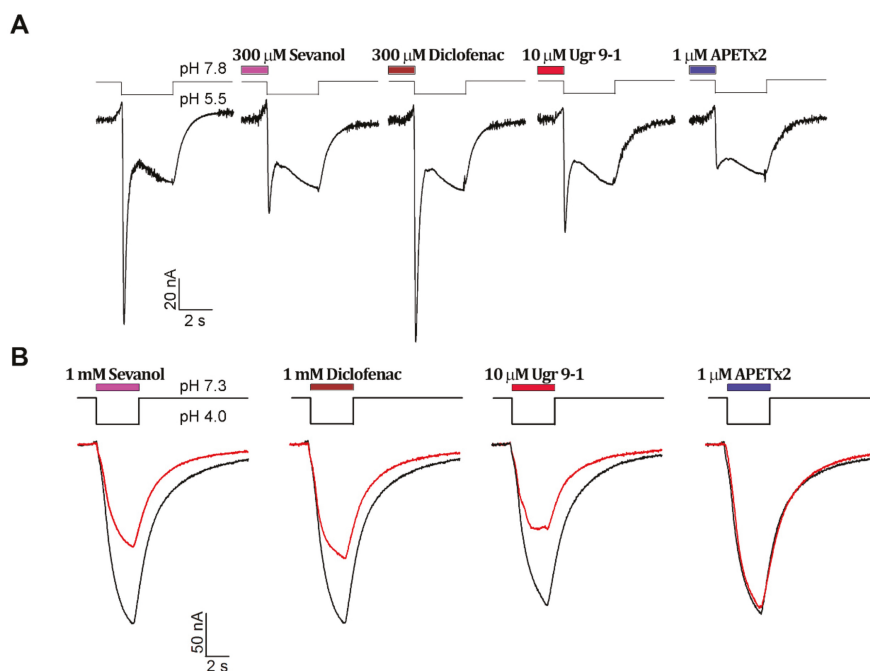 A
300 μM Sevanol 300 μM Diclofenac 10 μM Ugr 9-1 1 μM APETx2
pH 7.8
pH 5.5
20 nA
2 s
B
1 mM Sevanol 1 mM Diclofenac 10 μM Ugr 9-1 1 μM APETx2
pH 7.3
pH 4.0
50 nA
2 s